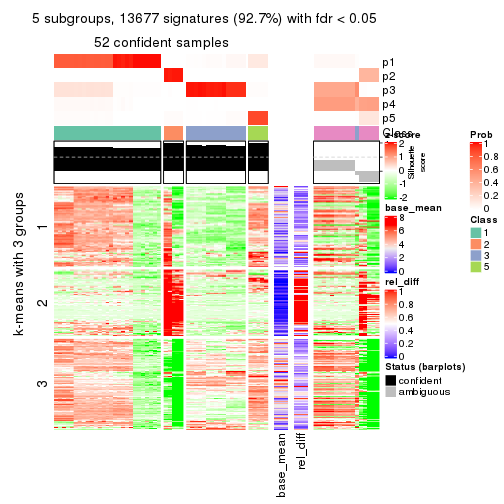 5 subgroups, 13677 signatures (92.7%) with fdr < 0.05
52 confident samples
p1
p2
p3
p4
p5
Class
k-means with 3 groups
1
2
3
z-score
2
1
0
-1
-2
Silhouette
score
base_mean
8
6
4
2
0
rel_diff
1
0.8
0.6
0.4
0.2
0
Status (barplots)
confident
ambiguous
Prob
1
0.8
0.6
0.4
0.2
0
Class
1
2
3
5
base_mean
rel_diff